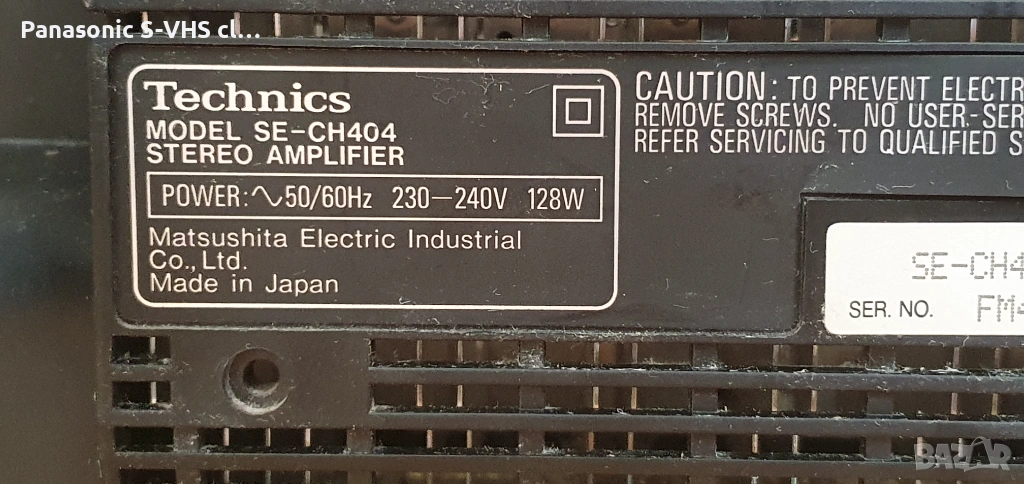 Panasonic S-VHS cl...
Technics
MODEL SE-CH404
STEREO AMPLIFIER
POWER:∿50/60Hz 230-240V 128W
Matsushita Electric Industrial
Co.,Ltd.
Made in Japan
CAUTION: TO PREVENT ELECTR
REMOVE SCREWS. NO USER-SER
REFER SERVICING TO QUALIFIED S
SE-CH4
SER. NO. FM4
BAZAR